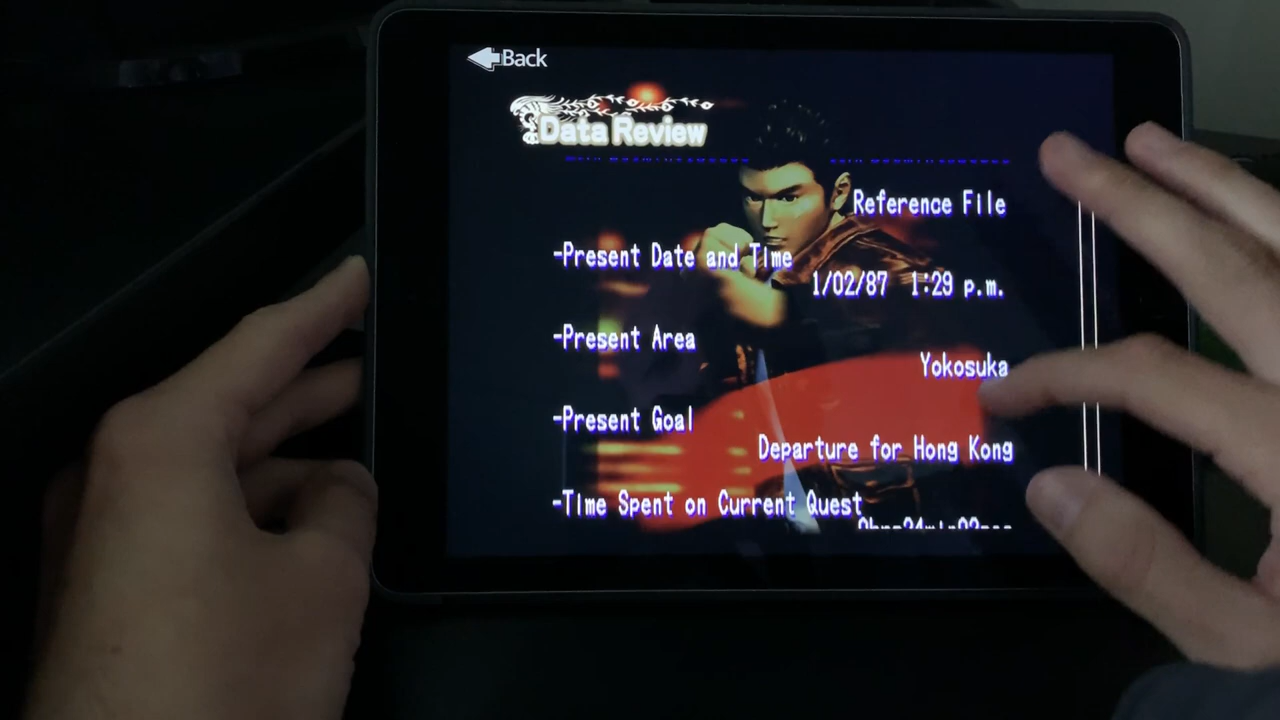 Back
Data Review
Reference File
-Present Date and Time
1/02/87 1:29 p.m.
-Present Area
Yokosuka
-Present Goal
Departure for Hong Kong
-Time Spent on Current Quest